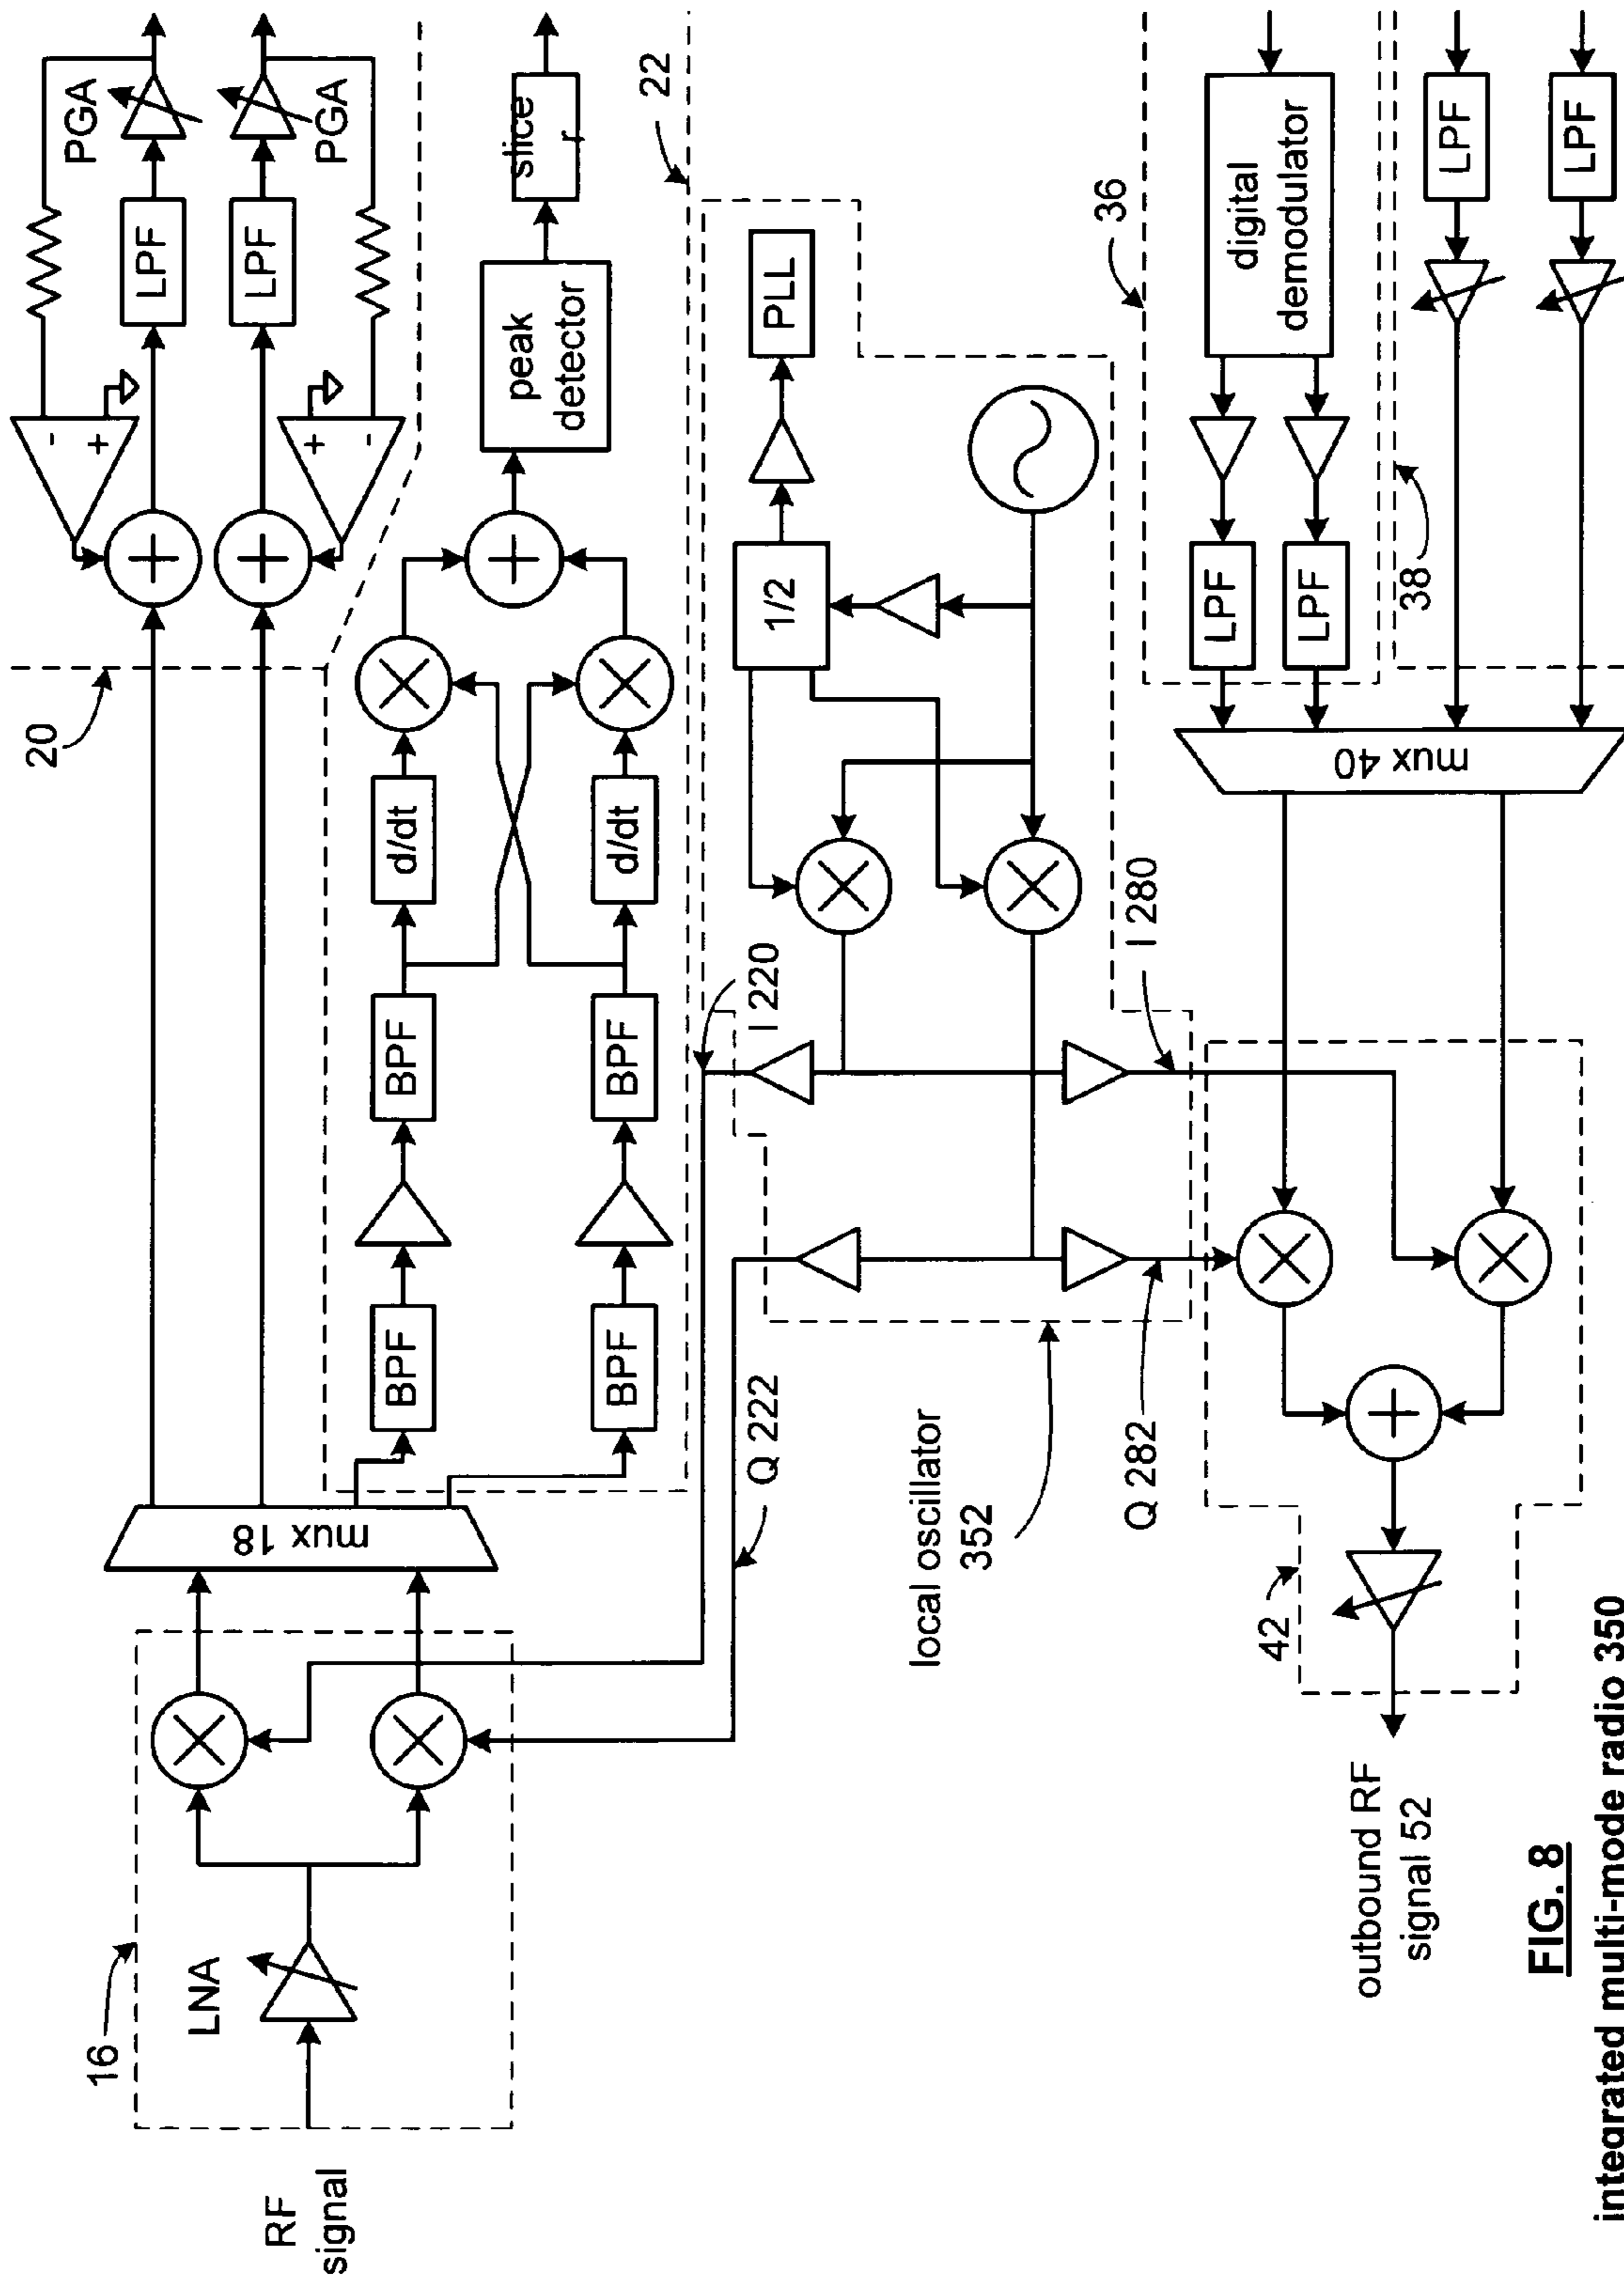 RF
signal
16
LNA
mux 18
20
PGA
LPF
-
+
LPF
PGA
+
-
BPF
BPF
d/dt
BPF
BPF
d/dt
peak
detector
slice
r
22
I 220
Q 222
local oscillator
352
1/2
PLL
I 280
Q 282
36
digital
demodulator
LPF
LPF
38
LPF
LPF
mux 40
42
outbound RF
signal 52
FIG. 8
integrated multi-mode radio 350